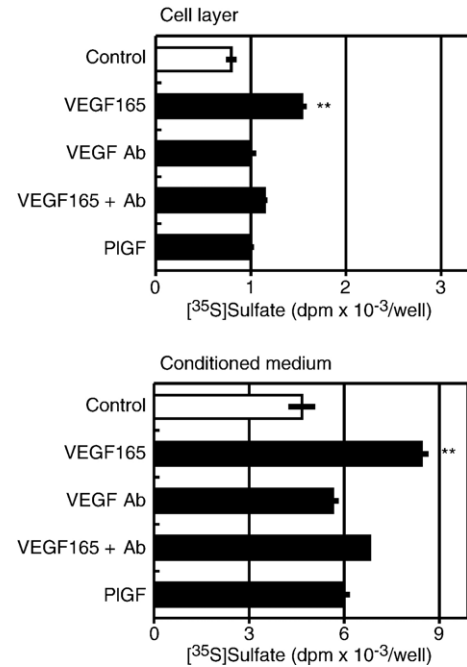 Cell layer
Control
VEGF165 **
VEGF Ab
VEGF165 + Ab
PlGF
0 1 2 3
[³⁵S]Sulfate (dpm x 10⁻³/well)
Conditioned medium
Control
VEGF165 **
VEGF Ab
VEGF165 + Ab
PlGF
0 3 6 9
[³⁵S]Sulfate (dpm x 10⁻³/well)